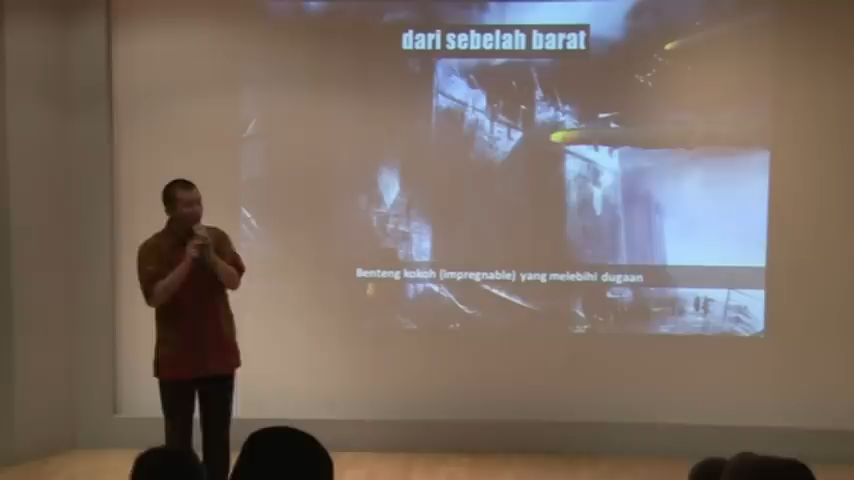 dari sebelah barat
Benteng kokoh (impregnable) yang melebihi dugaan